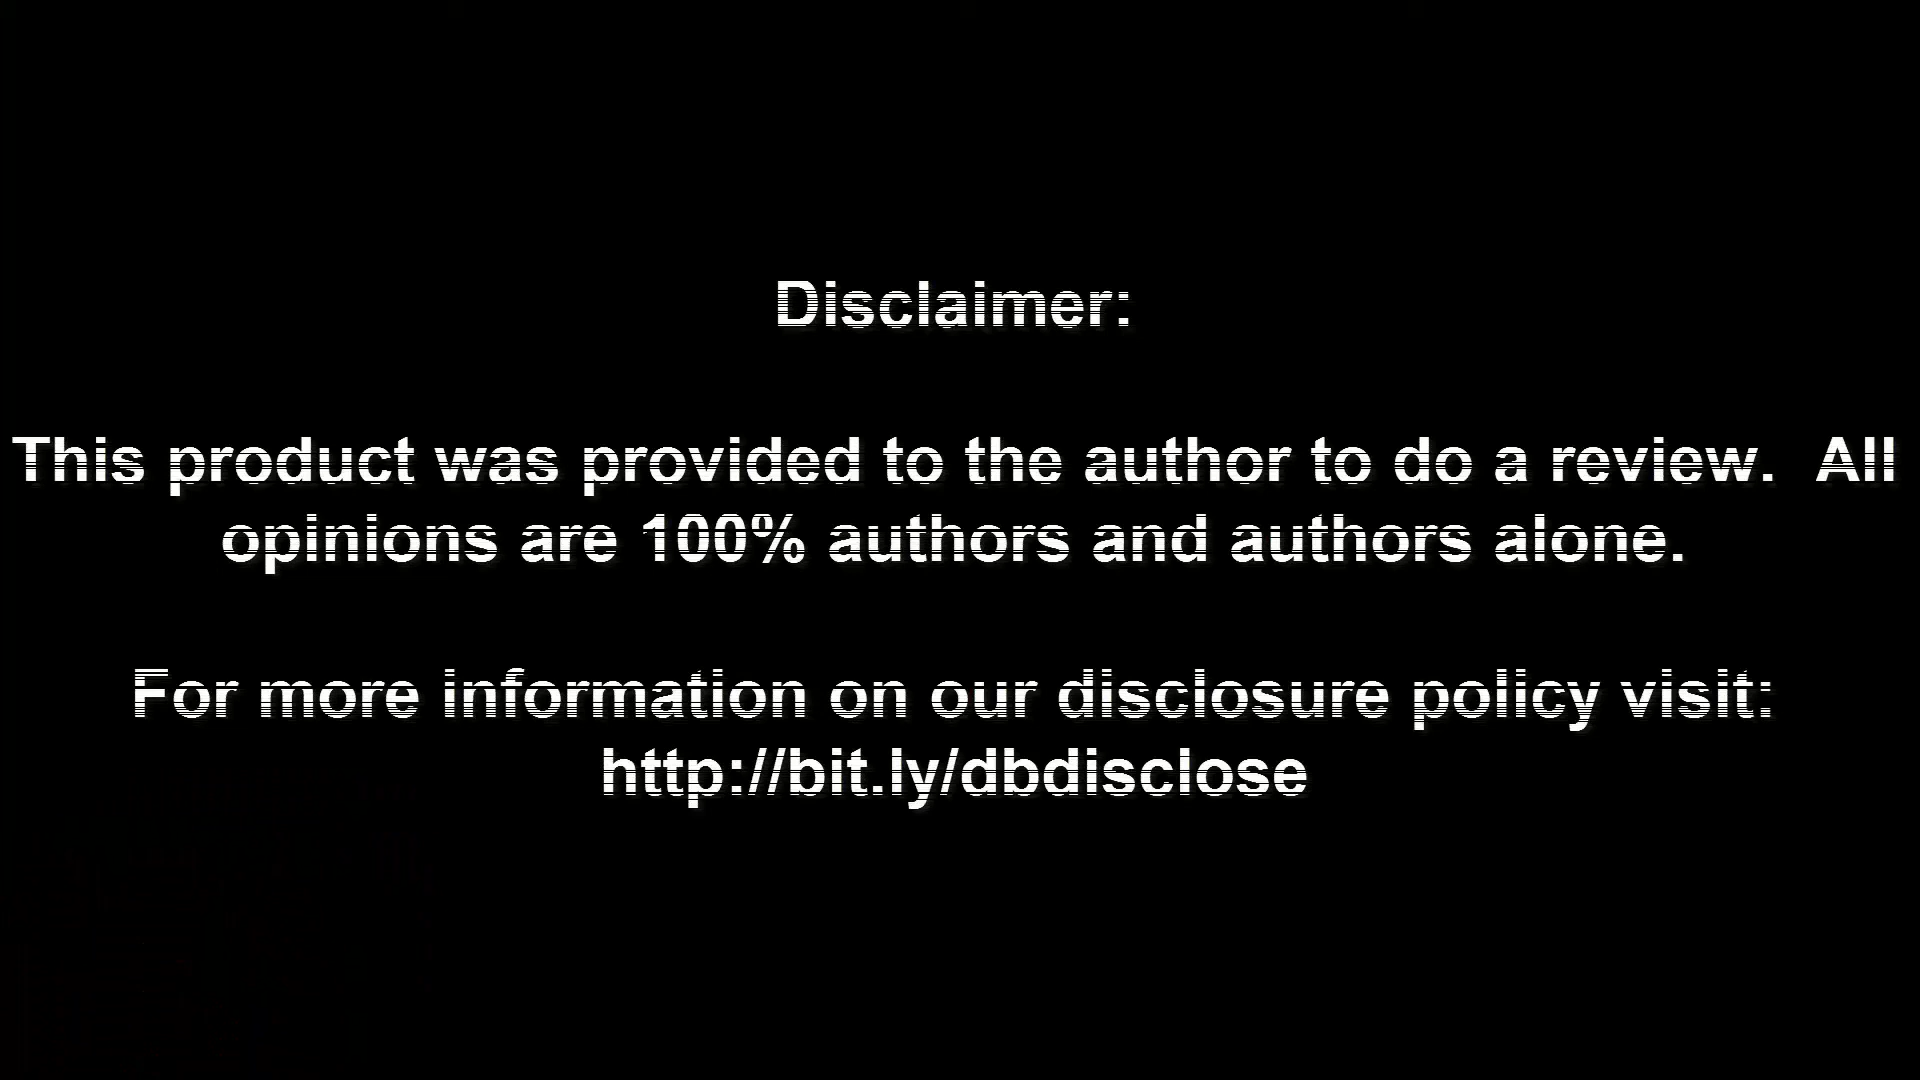 Disclaimer:
This product was provided to the author to do a review.  All
opinions are 100% authors and authors alone.
For more information on our disclosure policy visit:
http://bit.ly/dbdisclose